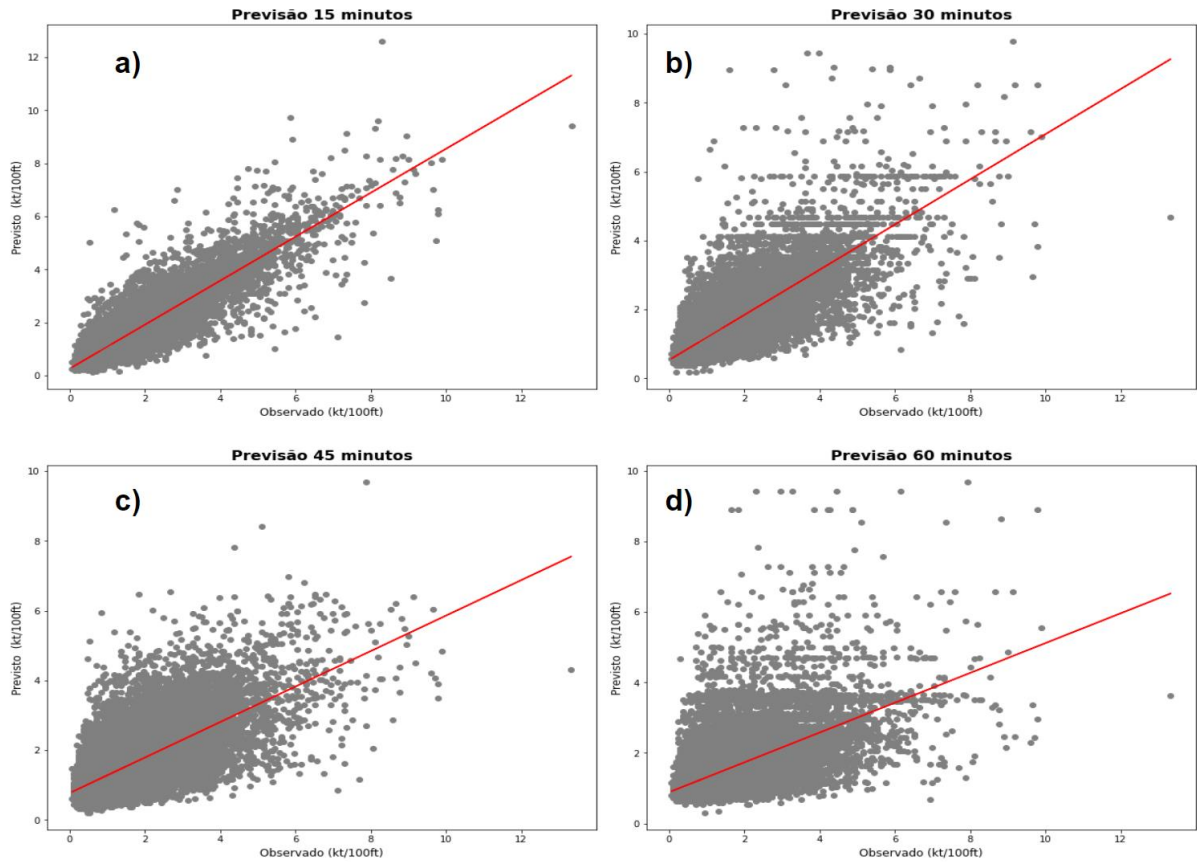 Previsão 15 minutos
a)
Previsto (kt/100ft)
12
10
8
6
4
2
0
0 2 4 6 8 10 12
Observado (kt/100ft)
Previsão 30 minutos
b)
Previsto (kt/100ft)
10
8
6
4
2
0
0 2 4 6 8 10 12
Observado (kt/100ft)
Previsão 45 minutos
c)
Previsto (kt/100ft)
10
8
6
4
2
0
0 2 4 6 8 10 12
Observado (kt/100ft)
Previsão 60 minutos
d)
Previsto (kt/100ft)
10
8
6
4
2
0
0 2 4 6 8 10 12
Observado (kt/100ft)